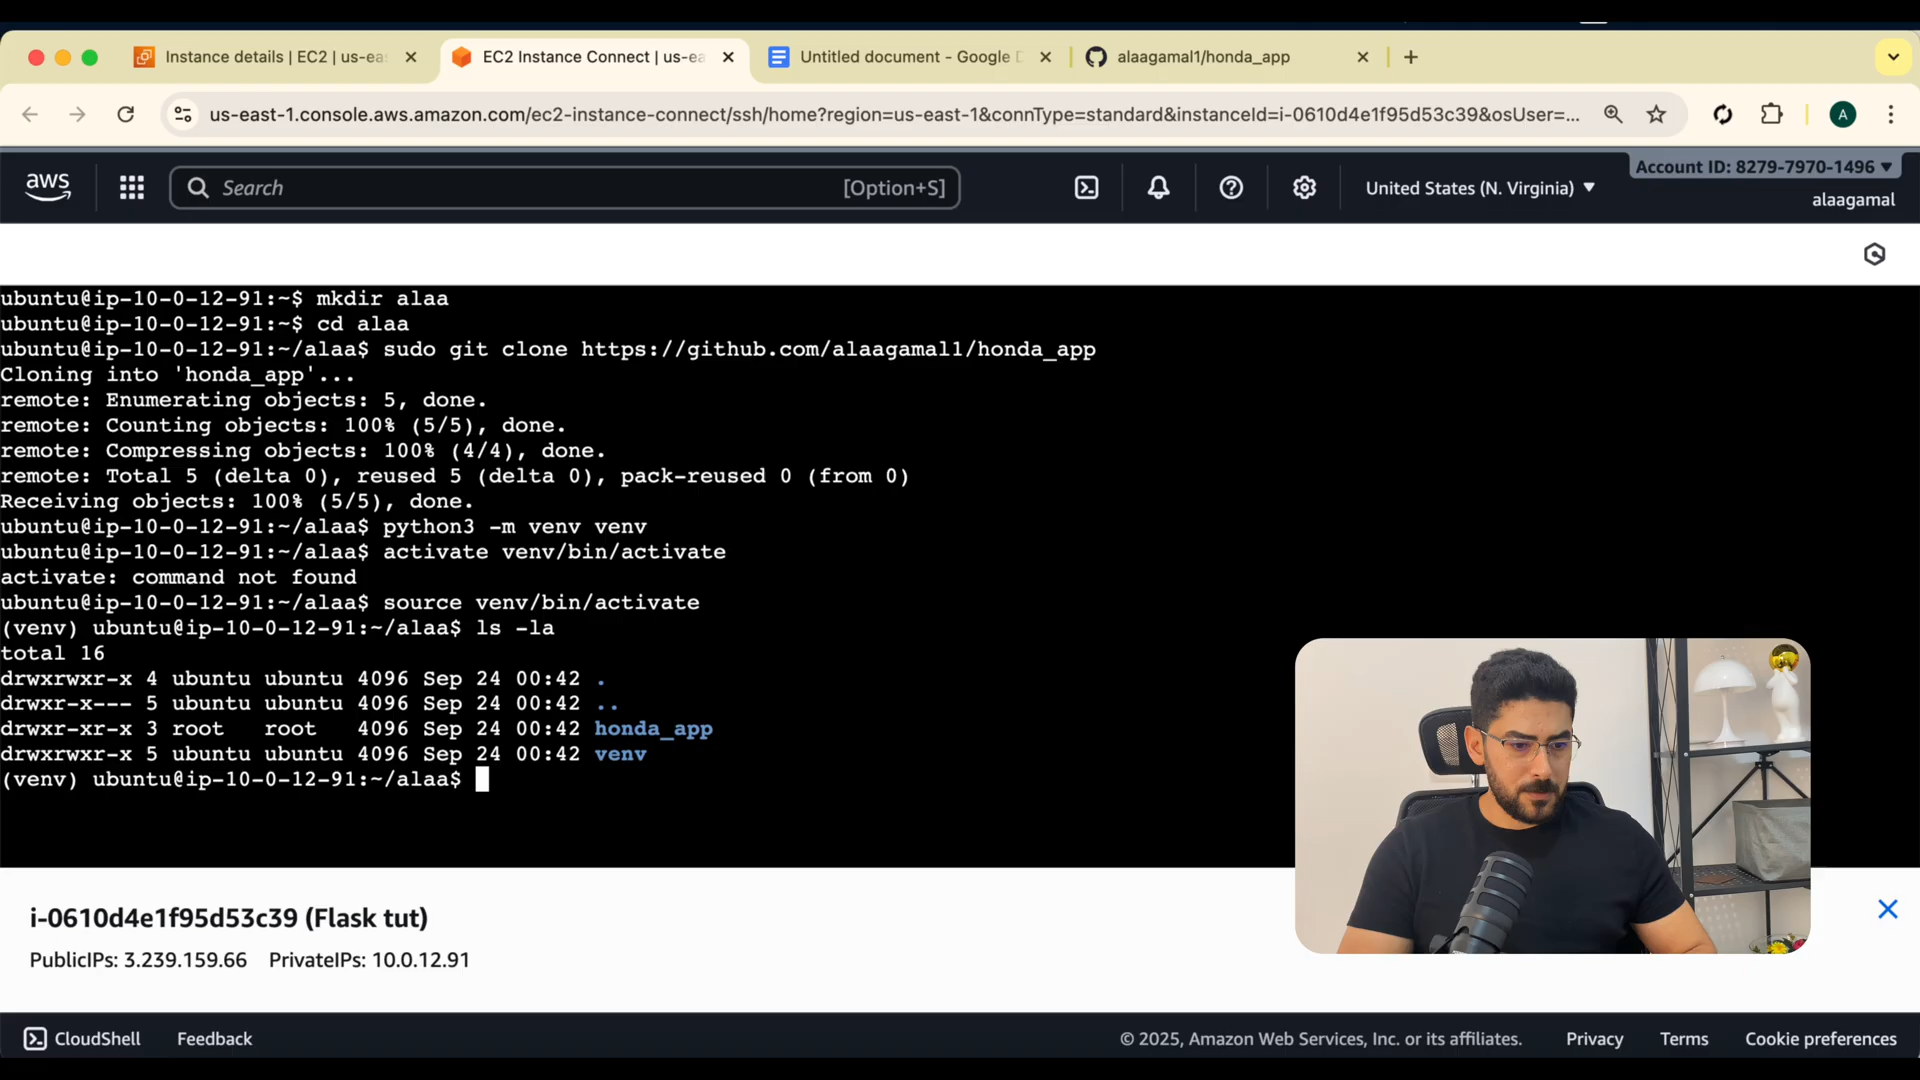 Instance details | EC2 | us-eas
EC2 Instance Connect | us-ea
Untitled document - Google D
alaagamal1/honda_app
us-east-1.console.aws.amazon.com/ec2-instance-connect/ssh/home?region=us-east-1&connType=standard&instanceId=i-0610d4e1f95d53c39&osUser=...
A
aws
Search
[Option+S]
United States (N. Virginia)
Account ID: 8279-7970-1496
alaagamal
ubuntu@ip-10-0-12-91:~$ mkdir alaa
ubuntu@ip-10-0-12-91:~$ cd alaa
ubuntu@ip-10-0-12-91:~/alaa$ sudo git clone https://github.com/alaagamal1/honda_app
Cloning into 'honda_app'...
remote: Enumerating objects: 5, done.
remote: Counting objects: 100% (5/5), done.
remote: Compressing objects: 100% (4/4), done.
remote: Total 5 (delta 0), reused 5 (delta 0), pack-reused 0 (from 0)
Receiving objects: 100% (5/5), done.
ubuntu@ip-10-0-12-91:~/alaa$ python3 -m venv venv
ubuntu@ip-10-0-12-91:~/alaa$ activate venv/bin/activate
activate: command not found
ubuntu@ip-10-0-12-91:~/alaa$ source venv/bin/activate
(venv) ubuntu@ip-10-0-12-91:~/alaa$ ls -la
total 16
drwxrwxr-x 4 ubuntu ubuntu 4096 Sep 24 00:42 .
drwxr-x--- 5 ubuntu ubuntu 4096 Sep 24 00:42 ..
drwxr-xr-x 3 root   root   4096 Sep 24 00:42 honda_app
drwxrwxr-x 5 ubuntu ubuntu 4096 Sep 24 00:42 venv
(venv) ubuntu@ip-10-0-12-91:~/alaa$
i-0610d4e1f95d53c39 (Flask tut)
PublicIPs: 3.239.159.66 PrivateIPs: 10.0.12.91
CloudShell
Feedback
© 2025, Amazon Web Services, Inc. or its affiliates.
Privacy
Terms
Cookie preferences